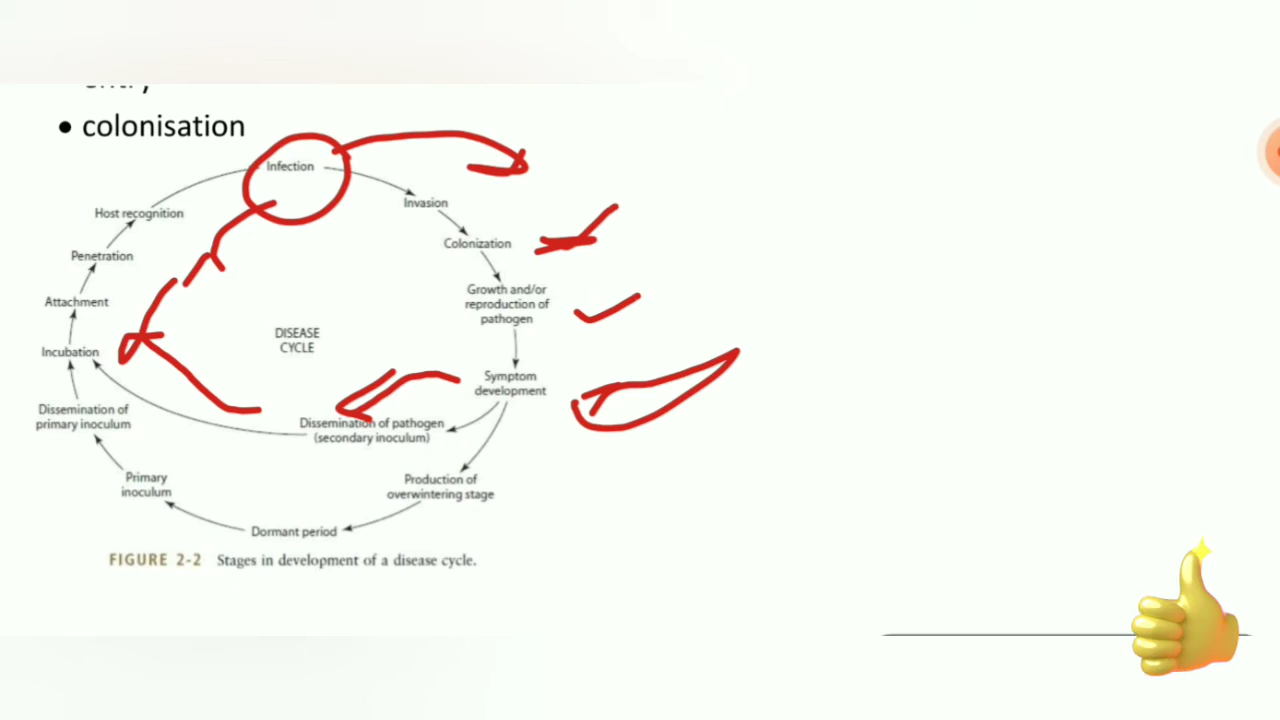 • colonisation
Infection
Invasion
Colonization
Growth and/or
reproduction of
pathogen
Symptom
development
Dissemination of pathogen
(secondary inoculum)
Production of
overwintering stage
Dormant period
Primary
inoculum
Dissemination of
primary inoculum
Incubation
Attachment
Penetration
Host recognition
DISEASE
CYCLE
FIGURE 2-2 Stages in development of a disease cycle.